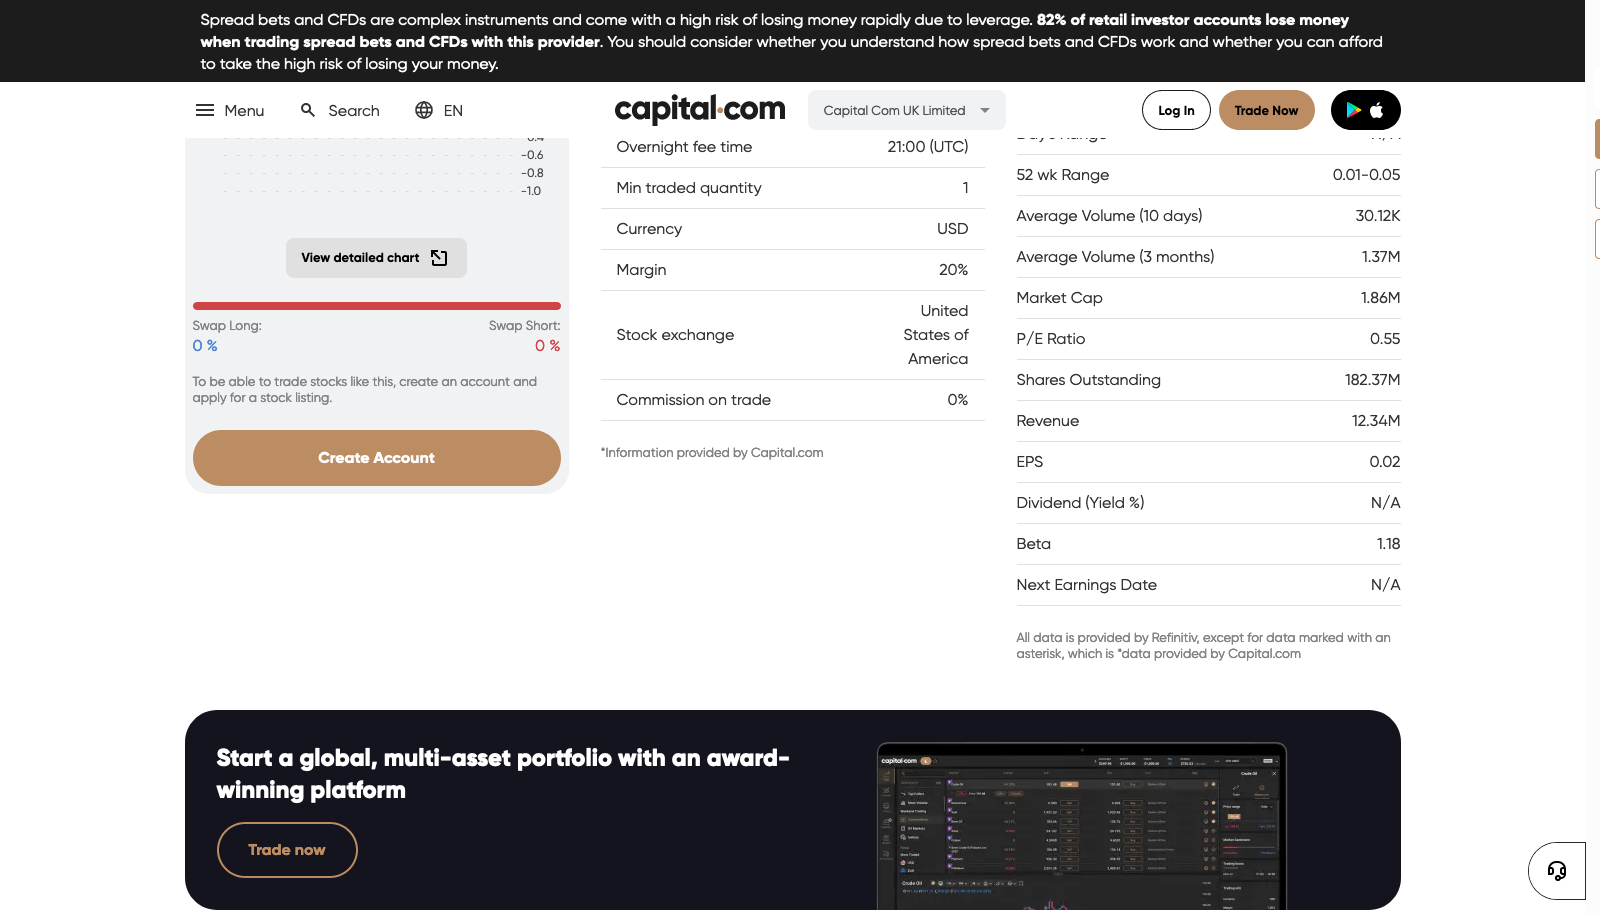 Spread bets and CFDs are complex instruments and come with a high risk of losing money rapidly due to leverage. 82% of retail investor accounts lose money
when trading spread bets and CFDs with this provider. You should consider whether you understand how spread bets and CFDs work and whether you can afford
to take the high risk of losing your money.
Menu
Search
EN
capital.com
Capital Com UK Limited
Log In
Trade Now
-0.6
-0.8
-1.0
View detailed chart
Swap Long:
Swap Short:
0 %
0 %
To be able to trade stocks like this, create an account and
apply for a stock listing.
Create Account
Overnight fee time 21:00 (UTC)
Min traded quantity 1
Currency USD
Margin 20%
Stock exchange United
States of
America
Commission on trade 0%
*Information provided by Capital.com
52 wk Range 0.01-0.05
Average Volume (10 days) 30.12K
Average Volume (3 months) 1.37M
Market Cap 1.86M
P/E Ratio 0.55
Shares Outstanding 182.37M
Revenue 12.34M
EPS 0.02
Dividend (Yield %) N/A
Beta 1.18
Next Earnings Date N/A
All data is provided by Refinitiv, except for data marked with an
asterisk, which is *data provided by Capital.com
Start a global, multi-asset portfolio with an award-
winning platform
Trade now
capital.com
Crude Oil
Crude Oil